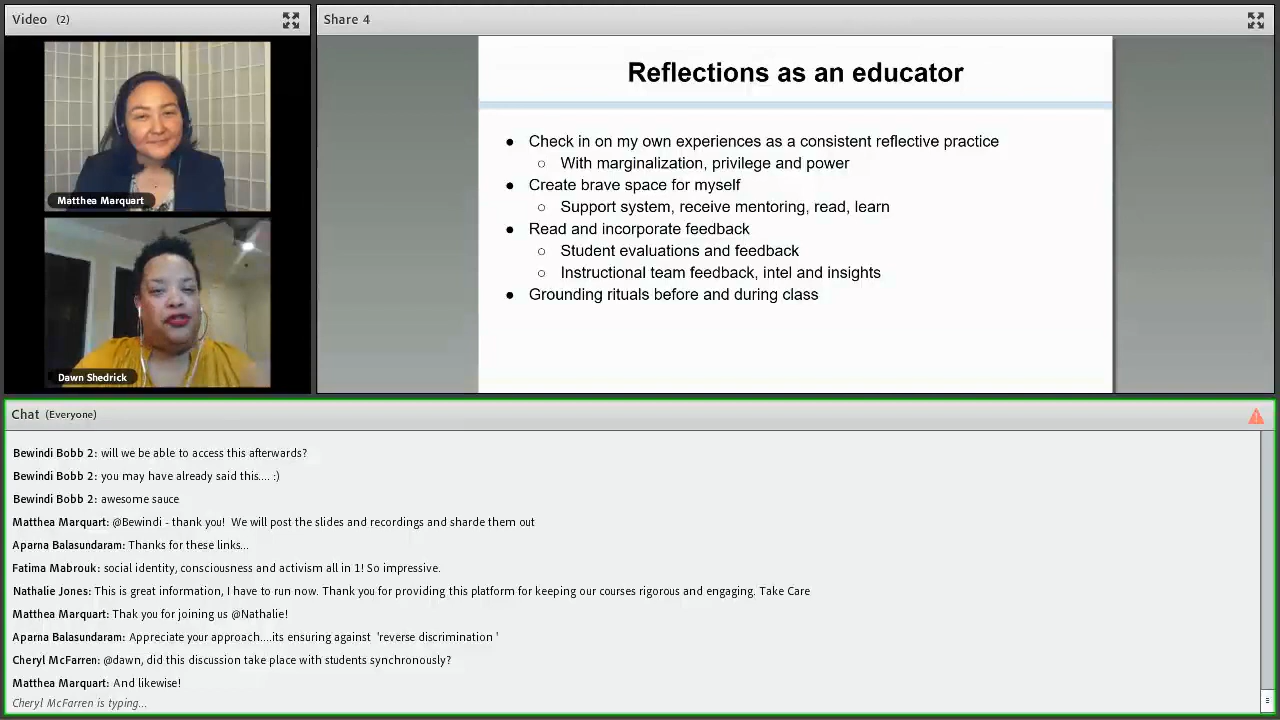 Video (2)
Matthea Marquart
Dawn Shedrick
Share 4
Reflections as an educator
● Check in on my own experiences as a consistent reflective practice
○ With marginalization, privilege and power
● Create brave space for myself
○ Support system, receive mentoring, read, learn
● Read and incorporate feedback
○ Student evaluations and feedback
○ Instructional team feedback, intel and insights
● Grounding rituals before and during class
Chat (Everyone)
Bewindi Bobb 2: will we be able to access this afterwards?
Bewindi Bobb 2: you may have already said this.... :)
Bewindi Bobb 2: awesome sauce
Matthea Marquart: @Bewindi - thank you!  We will post the slides and recordings and sharde them out
Aparna Balasundaram: Thanks for these links...
Fatima Mabrouk: social identity, consciousness and activism all in 1! So impressive.
Nathalie Jones: This is great information, I have to run now. Thank you for providing this platform for keeping our courses rigorous and engaging. Take Care
Matthea Marquart: Thak you for joining us @Nathalie!
Aparna Balasundaram: Appreciate your approach....its ensuring against  'reverse discrimination '
Cheryl McFarren: @dawn, did this discussion take place with students synchronously?
Matthea Marquart: And likewise!
Cheryl McFarren is typing...